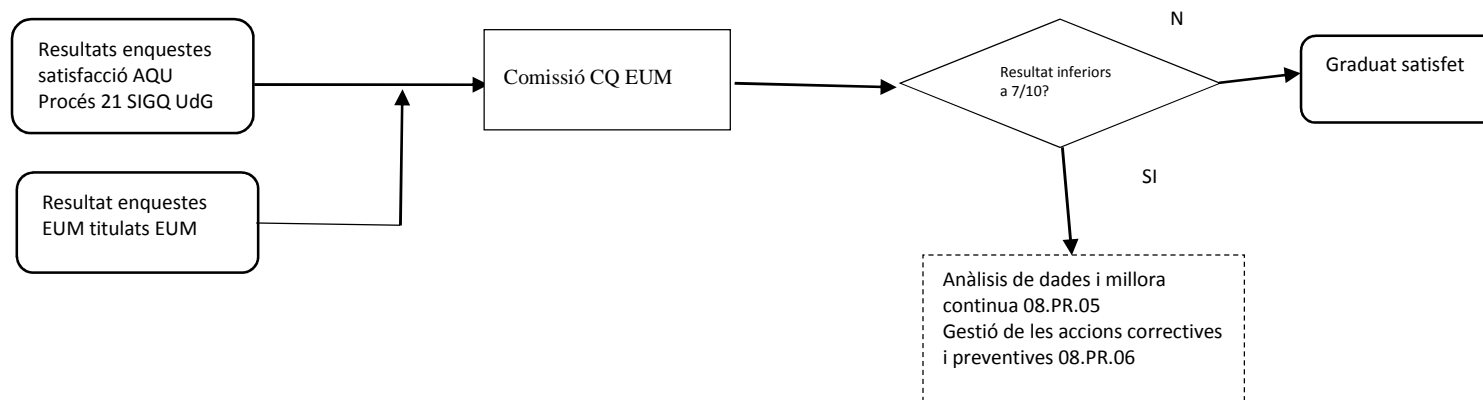 Resultats enquestes
satisfacció AQU
Procés 21 SIGQ UdG
Resultat enquestes
EUM titulats EUM
Comissió CQ EUM
Resultat inferiors
a 7/10?
N
Graduat satisfet
SI
Anàlisis de dades i millora
continua 08.PR.05
Gestió de les accions correctives
i preventives 08.PR.06